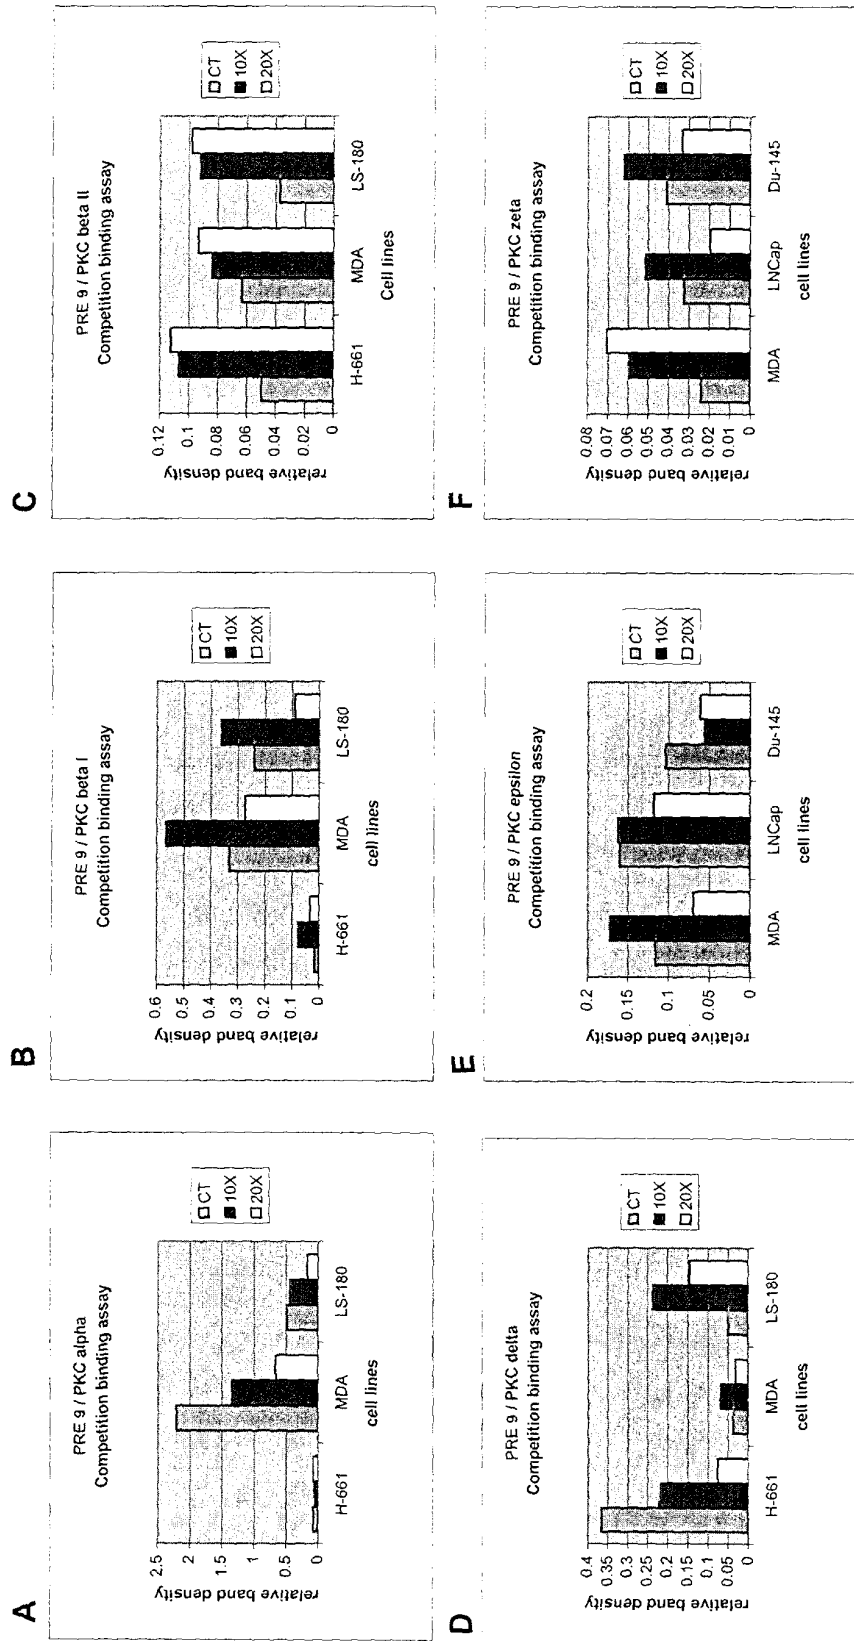 A
PRE 9 / PKC alpha
Competition binding assay
relative band density
2.5
2
1.5
1
0.5
0
H-661
MDA
LS-180
cell lines
CT
10X
20X
B
PRE 9 / PKC beta I
Competition binding assay
relative band density
0.6
0.5
0.4
0.3
0.2
0.1
0
H-661
MDA
LS-180
cell lines
CT
10X
20X
C
PRE 9 / PKC beta II
Competition binding assay
relative band density
0.12
0.1
0.08
0.06
0.04
0.02
0
H-661
MDA
LS-180
Cell lines
CT
10X
20X
D
PRE 9 / PKC delta
Competition binding assay
relative band density
0.4
0.35
0.3
0.25
0.2
0.15
0.1
0.05
0
H-661
MDA
LS-180
cell lines
CT
10X
20X
E
PRE 9 / PKC epsilon
Competition binding assay
relative band density
0.2
0.15
0.1
0.05
0
MDA
LNCap
Du-145
cell lines
CT
10X
20X
F
PRE 9 / PKC zeta
Competition binding assay
relative band density
0.08
0.07
0.06
0.05
0.04
0.03
0.02
0.01
0
MDA
LNCap
Du-145
cell lines
CT
10X
20X